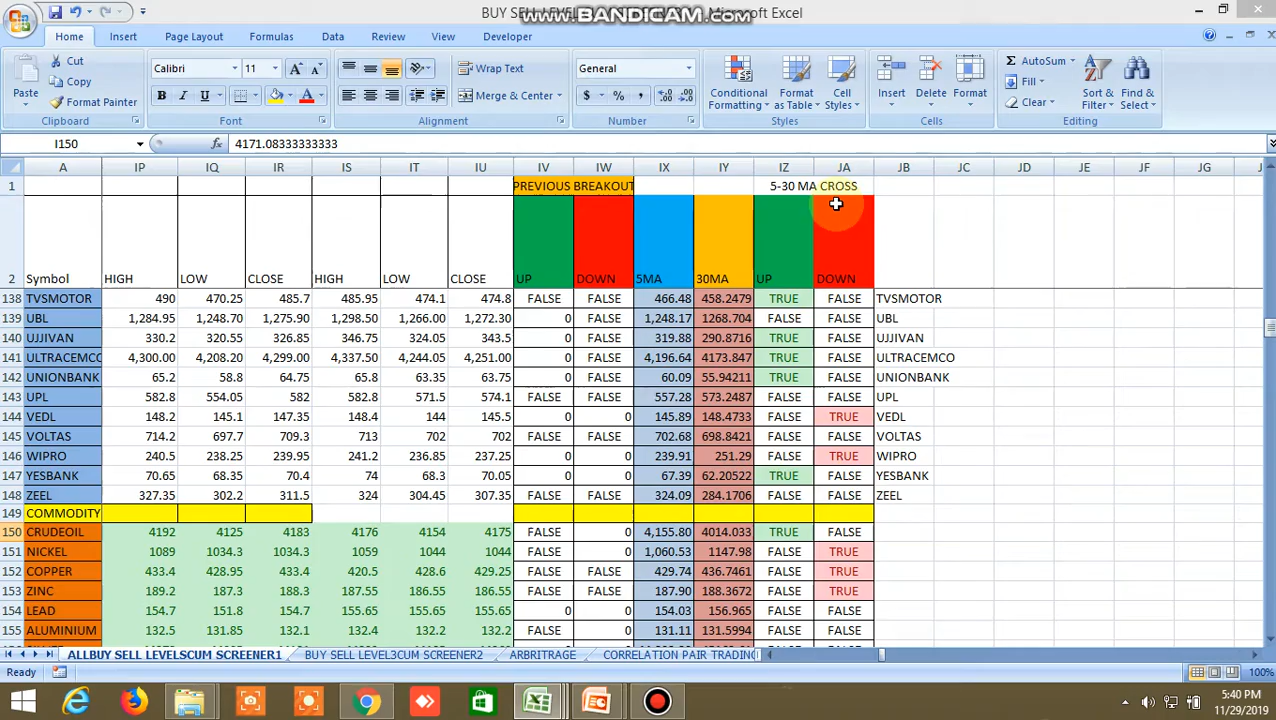 BUY SELL LEVEL
www.BANDICAM.com
Microsoft Excel
Home Insert Page Layout Formulas Data Review View Developer
Cut
Copy
Format Painter
Paste
Clipboard
Calibri 11
Font
Wrap Text
Merge & Center
Alignment
General
Number
Conditional Formatting
Format as Table
Cell Styles
Styles
Insert Delete Format
Cells
AutoSum
Fill
Clear
Sort & Filter
Find & Select
Editing
I150 fx 4171.08333333333
A IP IQ IR IS IT IU IV IW IX IY IZ JA JB JC JD JE JF JG
1 PREVIOUS BREAKOUT 5-30 MA CROSS
2 Symbol HIGH LOW CLOSE HIGH LOW CLOSE UP DOWN 5MA 30MA UP DOWN
138 TVSMOTOR 490 470.25 485.7 485.95 474.1 474.8 FALSE FALSE 466.48 458.2479 TRUE FALSE TVSMOTOR
139 UBL 1,284.95 1,248.70 1,275.90 1,298.50 1,266.00 1,272.30 0 FALSE 1,248.17 1268.704 FALSE FALSE UBL
140 UJJIVAN 330.2 320.55 326.85 346.75 324.05 343.5 0 FALSE 319.88 290.8716 TRUE FALSE UJJIVAN
141 ULTRACEMCO 4,300.00 4,208.20 4,299.00 4,337.50 4,244.05 4,251.00 0 FALSE 4,196.64 4173.847 TRUE FALSE ULTRACEMCO
142 UNIONBANK 65.2 58.8 64.75 65.8 63.35 63.75 0 FALSE 60.09 55.94211 TRUE FALSE UNIONBANK
143 UPL 582.8 554.05 582 582.8 571.5 574.1 FALSE FALSE 557.28 573.2487 FALSE FALSE UPL
144 VEDL 148.2 145.1 147.35 148.4 144 145.5 0 0 145.89 148.4733 FALSE TRUE VEDL
145 VOLTAS 714.2 697.7 709.3 713 702 702 FALSE FALSE 702.68 698.8421 FALSE FALSE VOLTAS
146 WIPRO 240.5 238.25 239.95 241.2 236.85 237.25 0 0 239.91 251.29 FALSE TRUE WIPRO
147 YESBANK 70.65 68.35 70.4 74 68.3 70.05 0 FALSE 67.39 62.20522 TRUE FALSE YESBANK
148 ZEEL 327.35 302.2 311.5 324 304.45 307.35 FALSE FALSE 324.09 284.1706 FALSE FALSE ZEEL
149 COMMODITY
150 CRUDEOIL 4192 4125 4183 4176 4154 4175 FALSE 0 4,155.80 4014.033 TRUE FALSE
151 NICKEL 1089 1034.3 1034.3 1059 1044 1044 FALSE 0 1,060.53 1147.98 FALSE TRUE
152 COPPER 433.4 428.95 433.4 420.5 428.6 429.25 FALSE FALSE 429.74 436.7461 FALSE TRUE
153 ZINC 189.2 187.3 188.3 187.55 186.55 186.55 FALSE FALSE 187.90 188.3672 FALSE TRUE
154 LEAD 154.7 151.8 154.7 155.65 155.65 155.65 0 0 154.03 156.965 FALSE FALSE
155 ALUMINIUM 132.5 131.85 132.1 132.4 132.2 132.2 FALSE 0 131.11 131.5994 FALSE FALSE
ALLBUY SELL LEVELSCUM SCREENER1 BUY SELL LEVEL3CUM SCREENER2 ARBITRAGE CORRELATION PAIR TRADING
Ready 100%
5:40 PM
11/29/2019